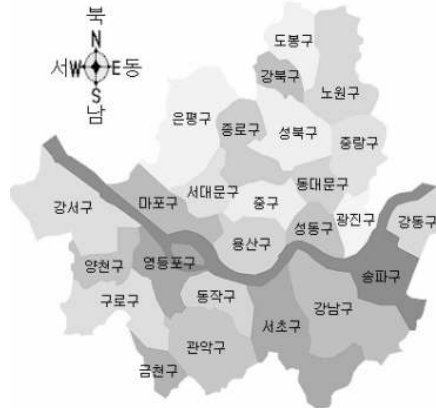 북
N
서 W E 동
S
남
도봉구
강북구
노원구
은평구
종로구
성북구
중랑구
서대문구
동대문구
강서구
마포구
중구
광진구
강동구
용산구
성동구
양천구
영등포구
송파구
구로구
동작구
강남구
서초구
관악구
금천구